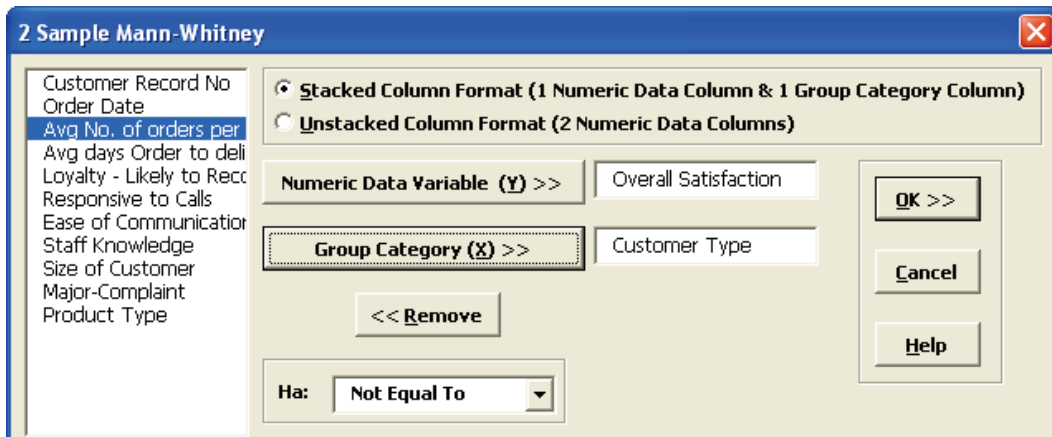 2 Sample Mann-Whitney
Customer Record No
Order Date
Avg No. of orders per
Avg days Order to deli
Loyalty - Likely to Reco
Responsive to Calls
Ease of Communication
Staff Knowledge
Size of Customer
Major-Complaint
Product Type
Stacked Column Format (1 Numeric Data Column & 1 Group Category Column)
Unstacked Column Format (2 Numeric Data Columns)
Numeric Data Variable (Y) >>
Overall Satisfaction
Group Category (X) >>
Customer Type
<< Remove
Ha:
Not Equal To
OK >>
Cancel
Help